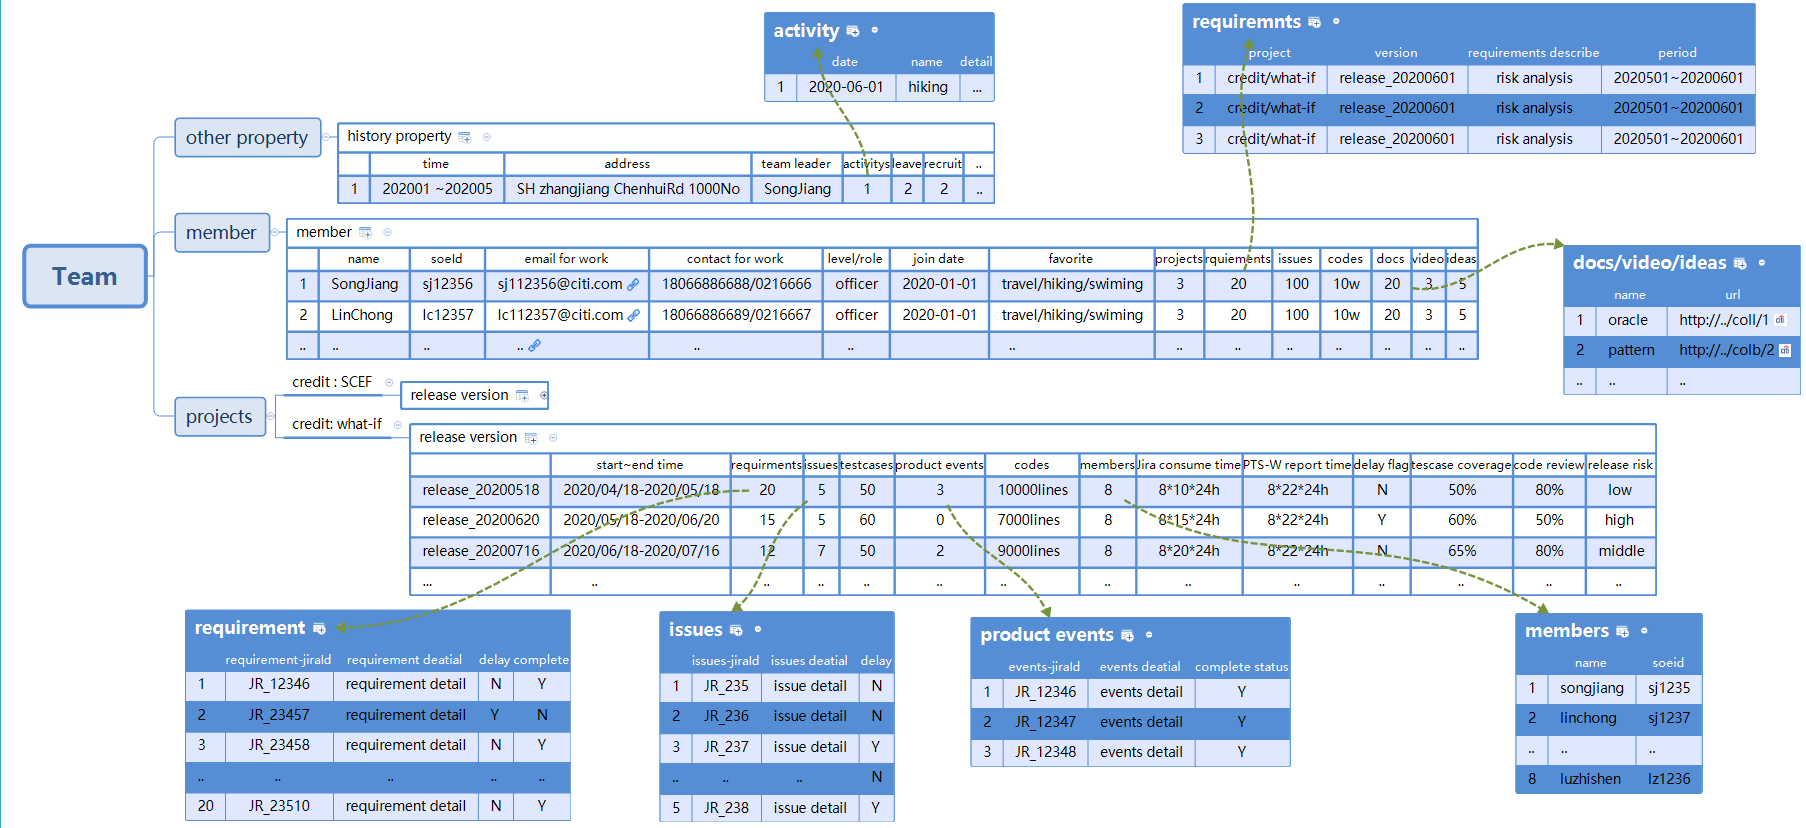 activity
date name detail
1 2020-06-01 hiking ...
requiremnts
project version requirements describe period
1 credit/what-if release_20200601 risk analysis 2020501~20200601
2 credit/what-if release_20200601 risk analysis 2020501~20200601
3 credit/what-if release_20200601 risk analysis 2020501~20200601
other property
history property
time address team leader activitys leave recruit ..
1 202001 ~202005 SH zhangjiang ChenhuiRd 1000No SongJiang 1 2 2 ..
member
member
name soeId email for work contact for work level/role join date favorite projects rquiements issues codes docs video ideas
1 SongJiang sj12356 sj112356@citi.com 18066886688/0216666 officer 2020-01-01 travel/hiking/swiming 3 20 100 10w 20 3 5
2 LinChong lc12357 lc112357@citi.com 18066886689/0216667 officer 2020-01-01 travel/hiking/swiming 3 20 100 10w 20 3 5
.. .. .. .. .. .. .. .. .. .. .. .. .. ..
Team
docs/video/ideas
name url
1 oracle http://../coll/1
2 pattern http://../colb/2
.. .. ..
projects
credit : SCEF
release version
credit: what-if
release version
start~end time requirments issues testcases product events codes members Jira consume time PTS-W report time delay flag tescase coverage code review release risk
release_20200518 2020/04/18-2020/05/18 20 5 50 3 10000lines 8 8*10*24h 8*22*24h N 50% 80% low
release_20200620 2020/05/18-2020/06/20 15 5 60 0 7000lines 8 8*15*24h 8*22*24h Y 60% 50% high
release_20200716 2020/06/18-2020/07/16 12 7 50 2 9000lines 8 8*20*24h 8*22*24h N 65% 80% middle
... .. .. .. .. .. .. .. .. .. .. .. .. ..
requirement
requirement-jiraId requirement deatial delay complete
1 JR_12346 requirement detail N Y
2 JR_23457 requirement detail Y N
3 JR_23458 requirement detail N Y
.. .. .. .. ..
20 JR_23510 requirement detail N Y
issues
issues-jiraId issues deatial delay
1 JR_235 issue detail N
2 JR_236 issue detail N
3 JR_237 issue detail Y
.. .. .. N
5 JR_238 issue detail Y
product events
events-jiraId events deatial complete status
1 JR_12346 events detail Y
2 JR_12347 events detail Y
3 JR_12348 events detail Y
members
name soeid
1 songjiang sj1235
2 linchong sj1237
.. .. ..
8 luzhishen lz1236